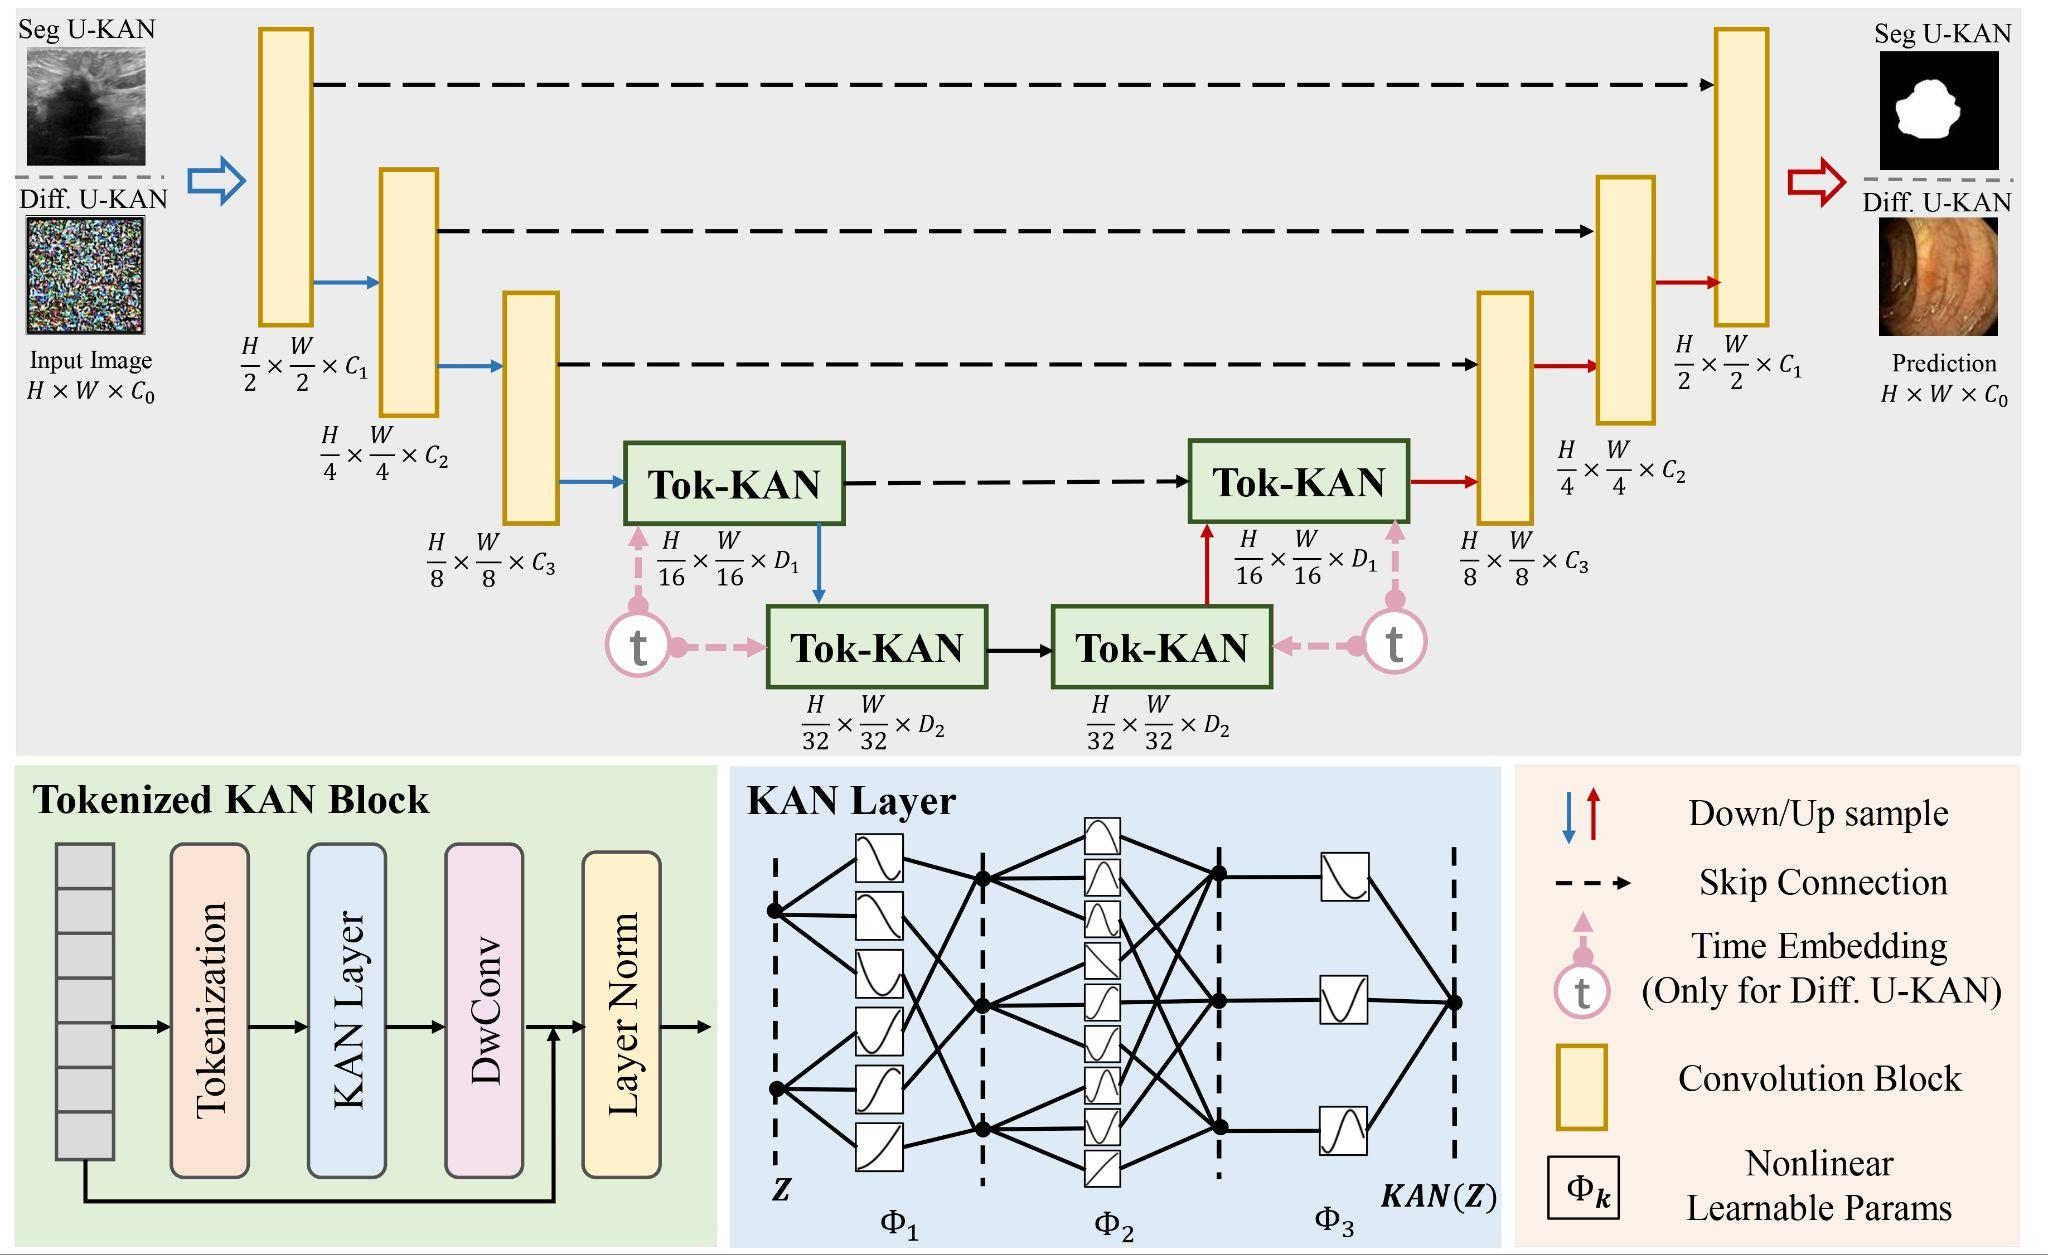 Seg U-KAN
Diff. U-KAN
Input Image
H × W × C₀
H/2 × W/2 × C₁
H/4 × W/4 × C₂
H/8 × W/8 × C₃
Tok-KAN
H/16 × W/16 × D₁
t
Tok-KAN
H/32 × W/32 × D₂
Tok-KAN
H/32 × W/32 × D₂
t
Tok-KAN
H/16 × W/16 × D₁
H/8 × W/8 × C₃
H/4 × W/4 × C₂
H/2 × W/2 × C₁
Seg U-KAN
Diff. U-KAN
Prediction
H × W × C₀
Tokenized KAN Block
Tokenization
KAN Layer
DwConv
Layer Norm
KAN Layer
Z
Φ₁
Φ₂
Φ₃
KAN(Z)
Down/Up sample
Skip Connection
t
Time Embedding
(Only for Diff. U-KAN)
Convolution Block
Φₖ
Nonlinear
Learnable Params